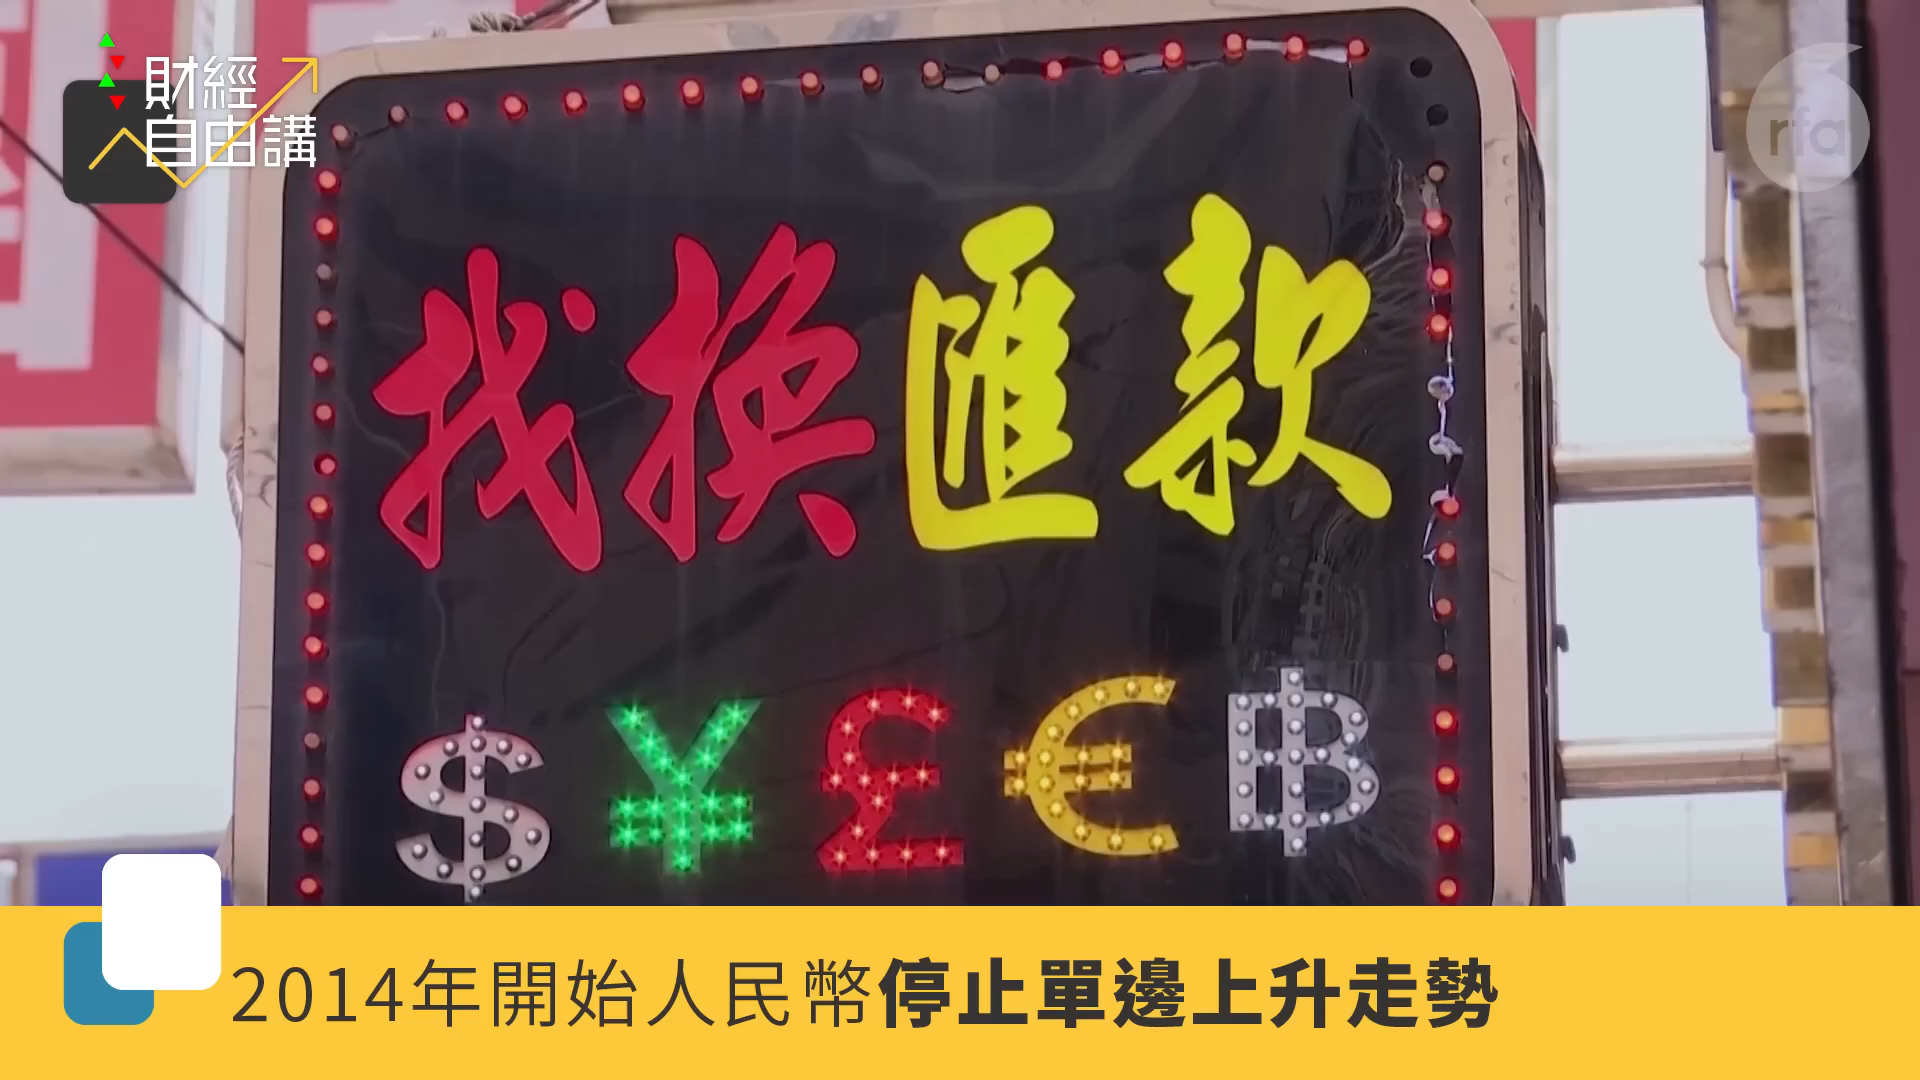 財經
自由講
rfa
找換匯款
$ ¥ £ € ฿
2014年開始人民幣停止單邊上升走勢